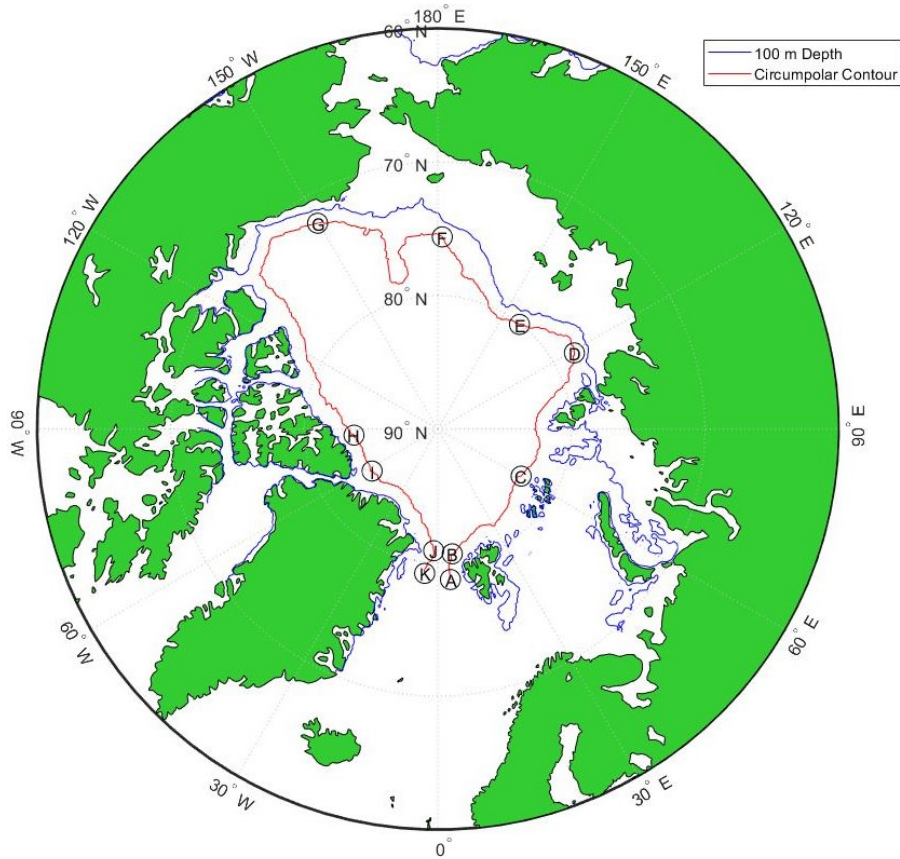 180° E
60° N
150° W
150° E
100 m Depth
Circumpolar Contour
70° N
120° W
120° E
G
F
80° N
E
D
90° W
H
90° N
90° E
I
C
J
B
K
A
60° W
60° E
30° W
30° E
0°